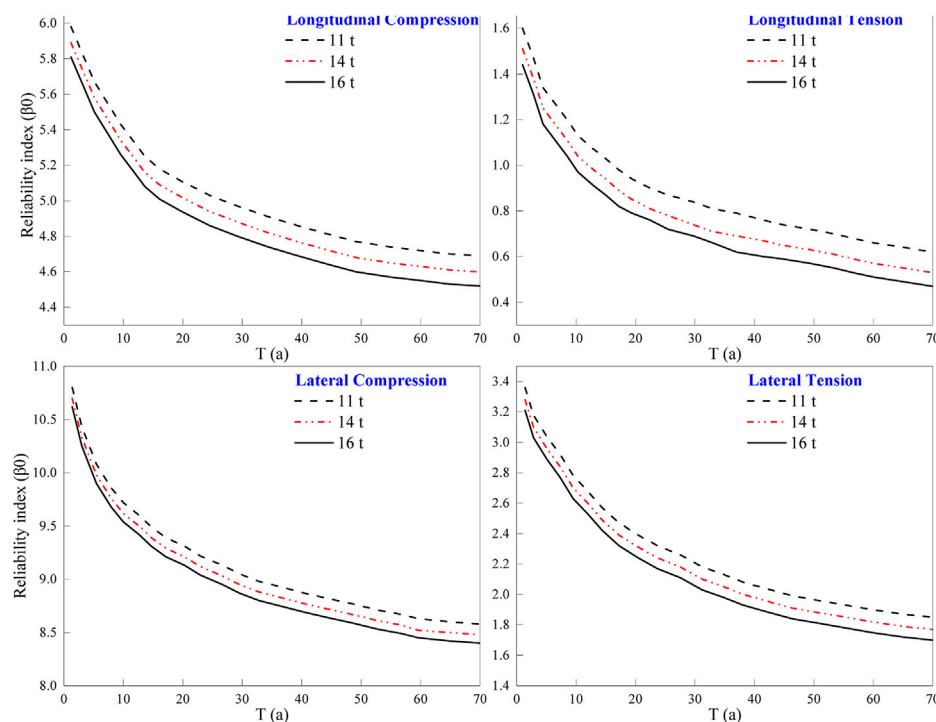 Longitudinal Compression
11 t
14 t
16 t
Reliability index (β0)
6.0
5.8
5.6
5.4
5.2
5.0
4.8
4.6
4.4
0 10 20 30 40 50 60 70
T (a)
Longitudinal Tension
11 t
14 t
16 t
1.6
1.4
1.2
1.0
0.8
0.6
0.4
0 10 20 30 40 50 60 70
T (a)
Lateral Compression
11 t
14 t
16 t
Reliability index (β0)
11.0
10.5
10.0
9.5
9.0
8.5
8.0
0 10 20 30 40 50 60 70
T (a)
Lateral Tension
11 t
14 t
16 t
3.4
3.2
3.0
2.8
2.6
2.4
2.2
2.0
1.8
1.6
1.4
0 10 20 30 40 50 60 70
T (a)